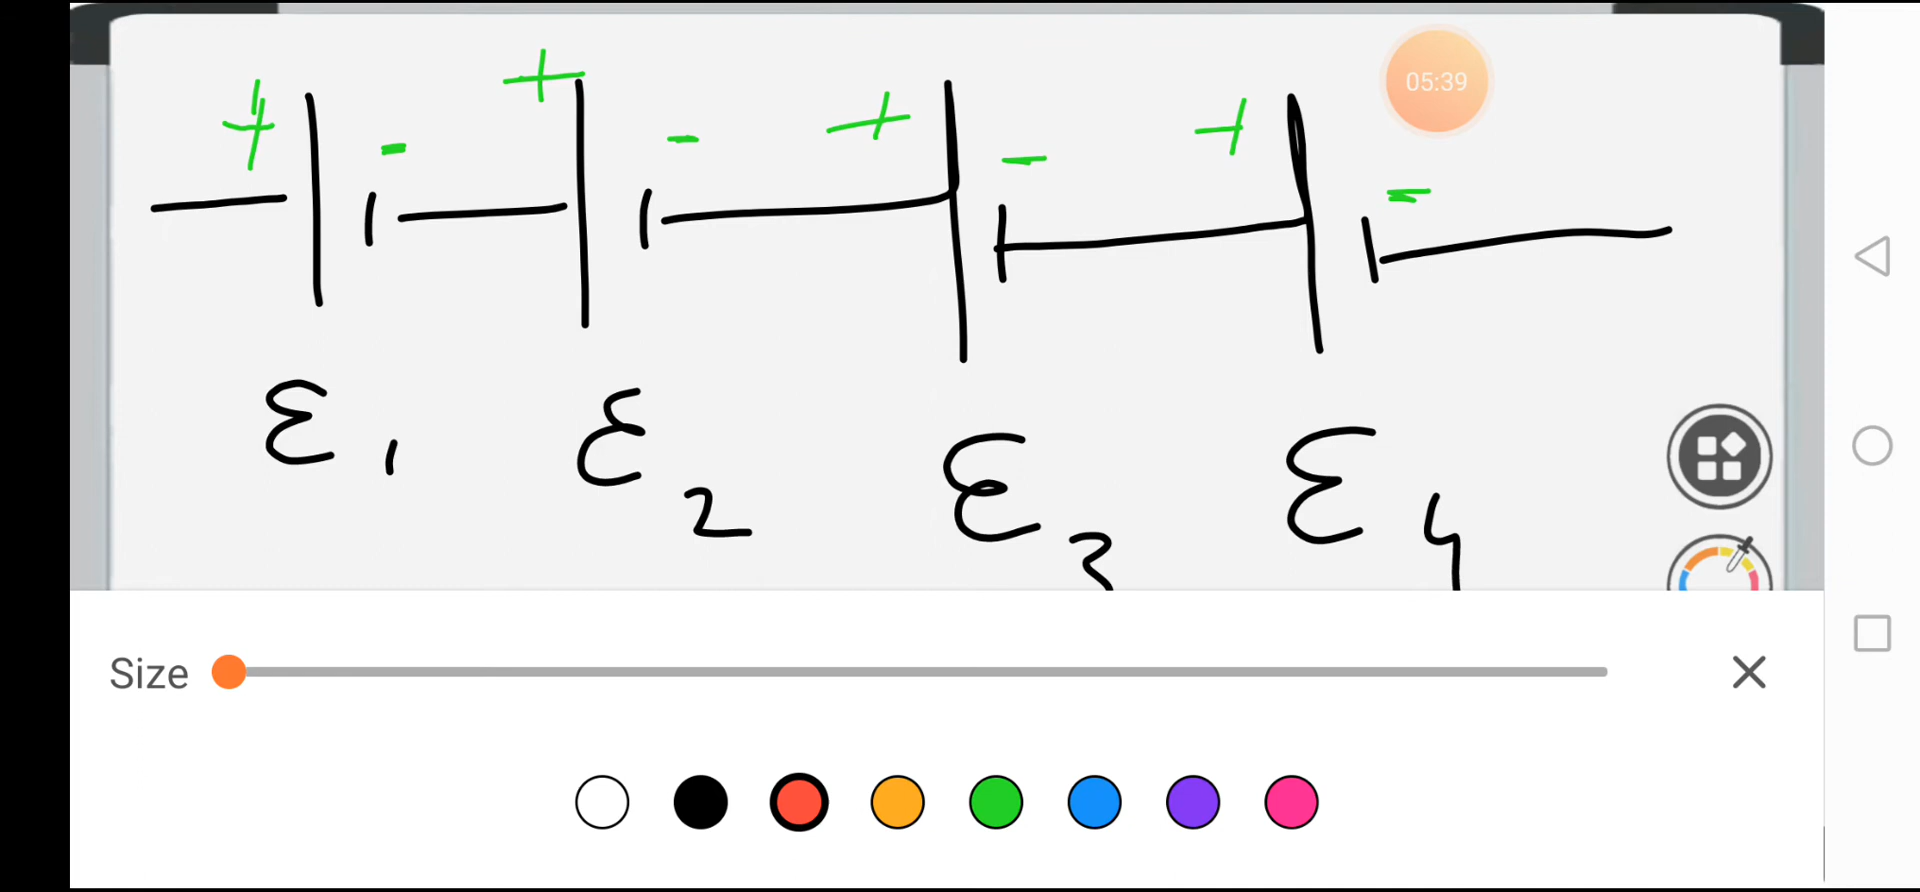 05:39
+ - + - + - + -
ε1 ε2 ε3 ε4
Size